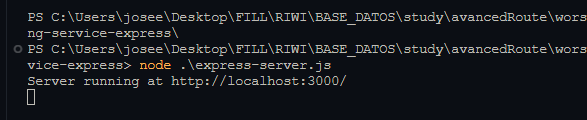 PS C:\Users\josee\Desktop\FILL\RIWI\BASE_DATOS\study\avancedRoute\wors
ng-service-express\
PS C:\Users\josee\Desktop\FILL\RIWI\BASE_DATOS\study\avancedRoute\wors
vice-express> node .\express-server.js
Server running at http://localhost:3000/